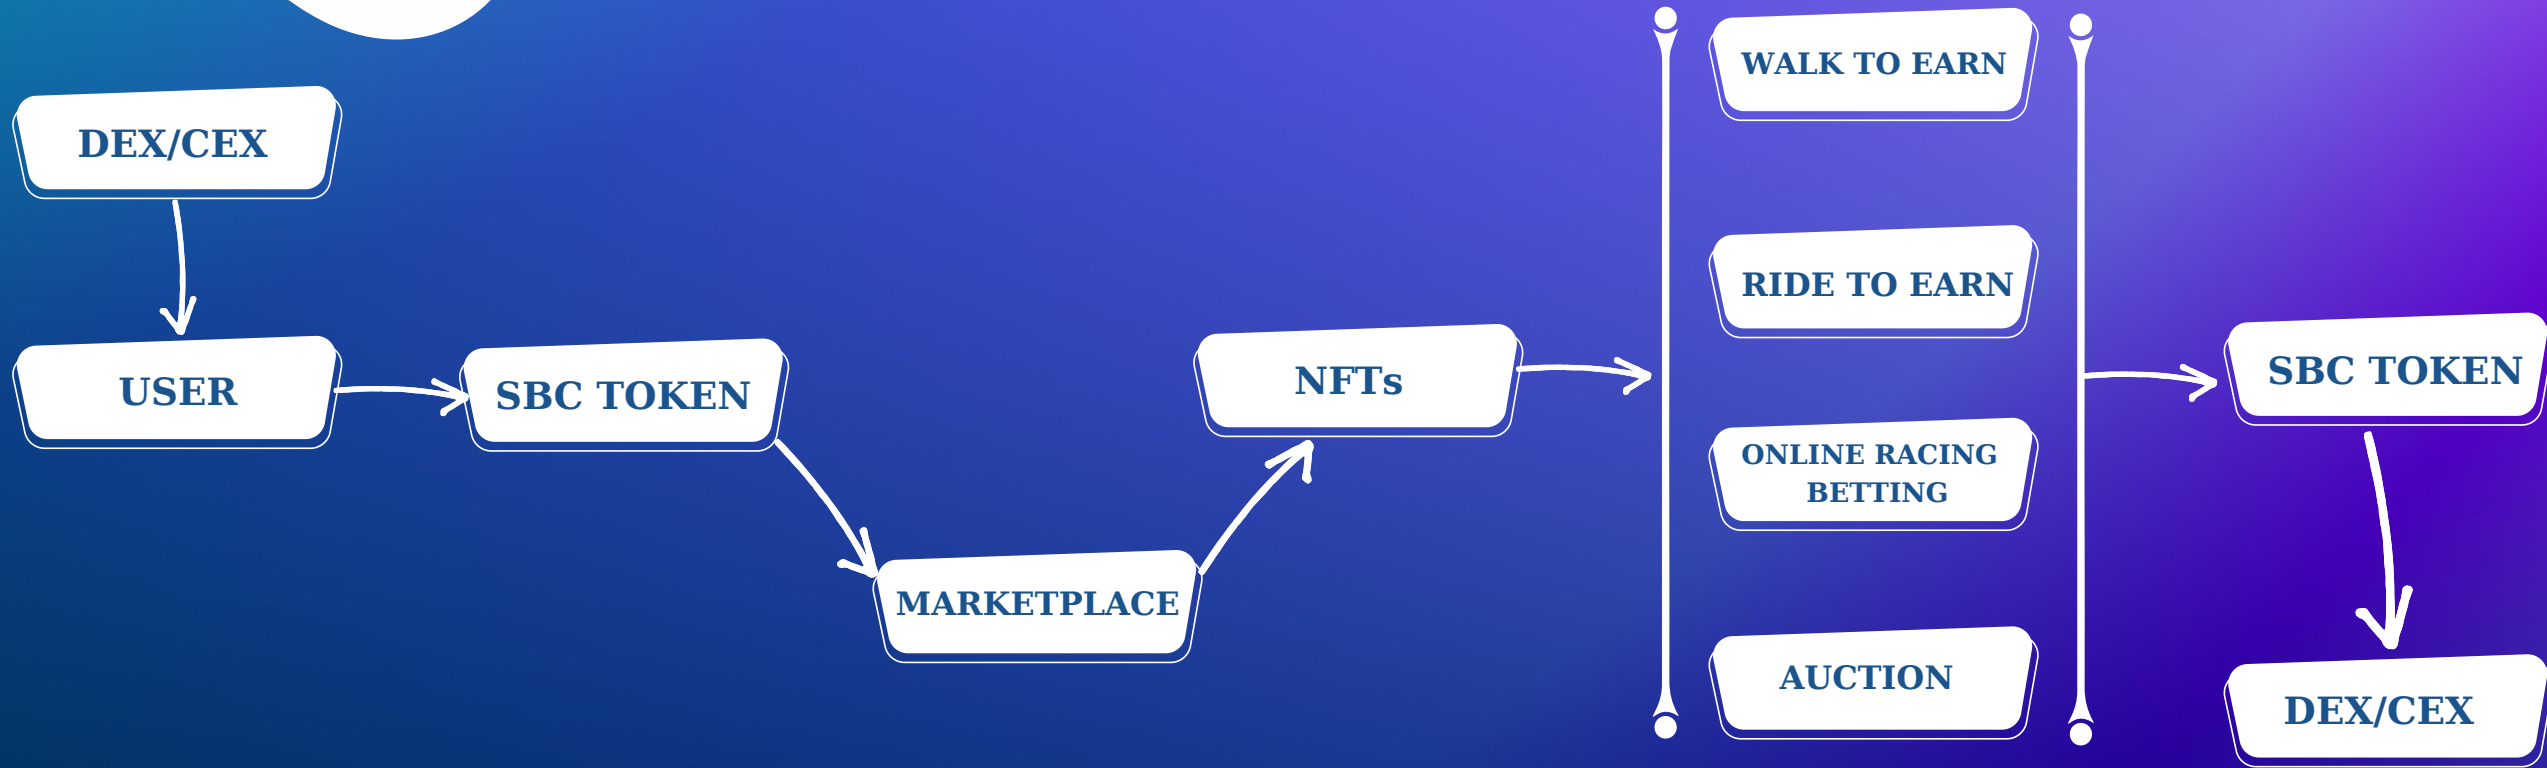 DEX/CEX
USER
SBC TOKEN
MARKETPLACE
NFTs
WALK TO EARN
RIDE TO EARN
ONLINE RACING
BETTING
AUCTION
SBC TOKEN
DEX/CEX